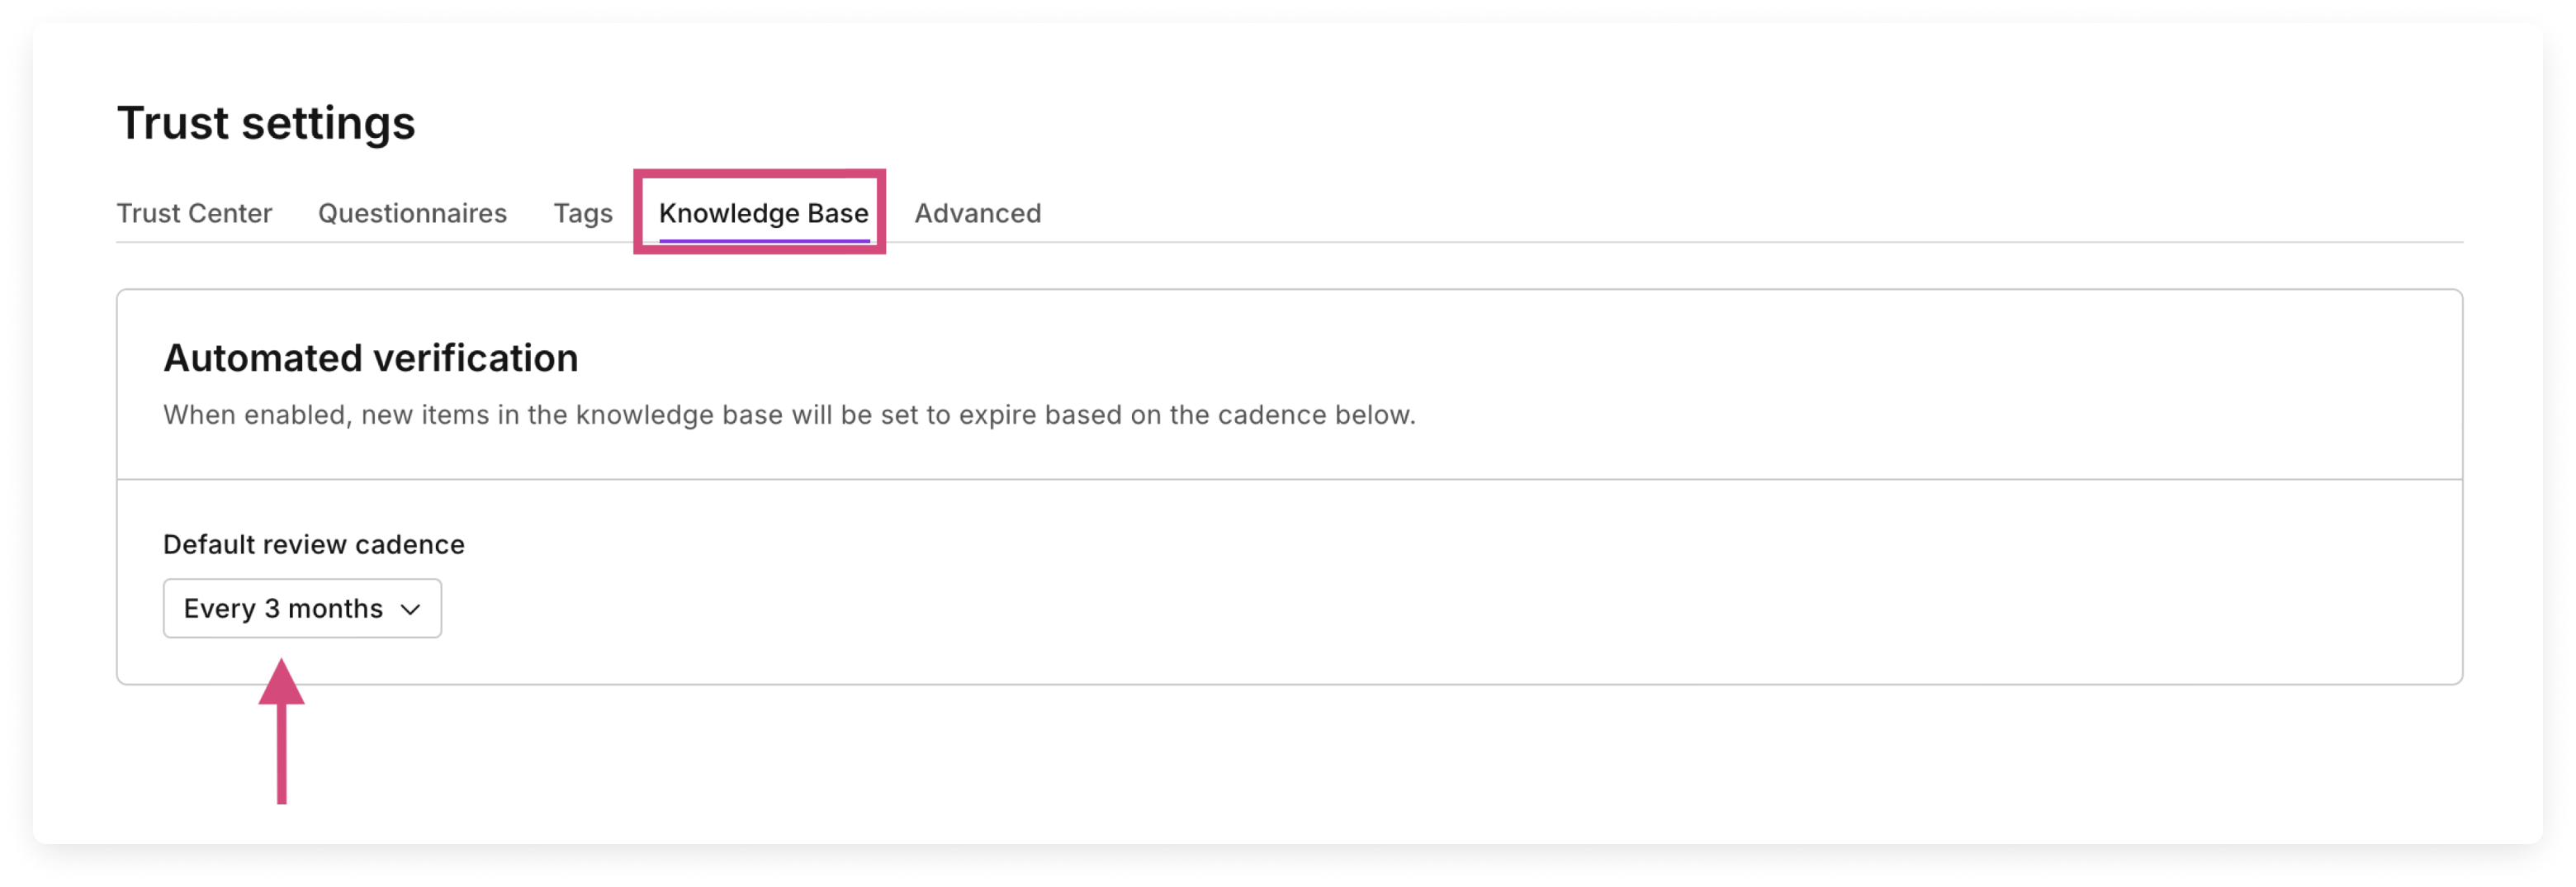 Trust settings
Trust Center Questionnaires Tags Knowledge Base Advanced
Automated verification
When enabled, new items in the knowledge base will be set to expire based on the cadence below.
Default review cadence
Every 3 months